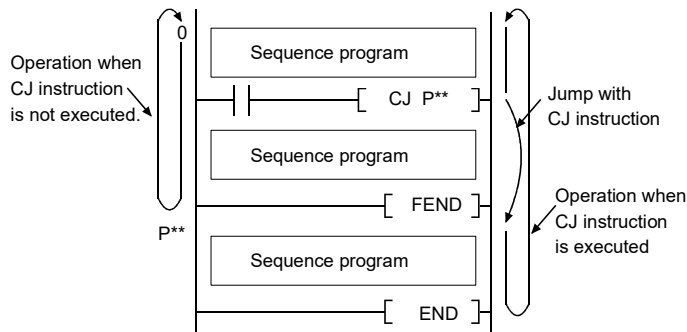 0
Sequence program
Operation when
CJ instruction
is not executed.
CJ P**
Jump with
CJ instruction
Sequence program
FEND
Operation when
CJ instruction
is executed
P**
Sequence program
END